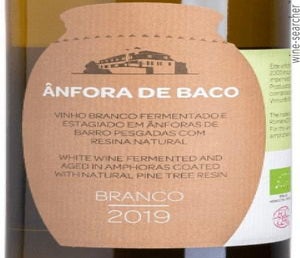 ÂNFORA DE BACO
VINHO BRANCO FERMENTADO E
ESTAGIADO EM ÂNFORAS DE
BARRO PESGADAS COM
RESINA NATURAL
WHITE WINE FERMENTED AND
AGED IN AMPHORAS COATED
WITH NATURAL PINE TREE RESIN
BRANCO
2019
wine-searcher